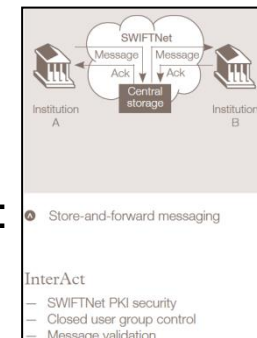 SWIFTNet
Message Message
Ack Ack
Central
storage
Institution
A
Institution
B
A Store-and-forward messaging
InterAct
— SWIFTNet PKI security
— Closed user group control
— Message validation